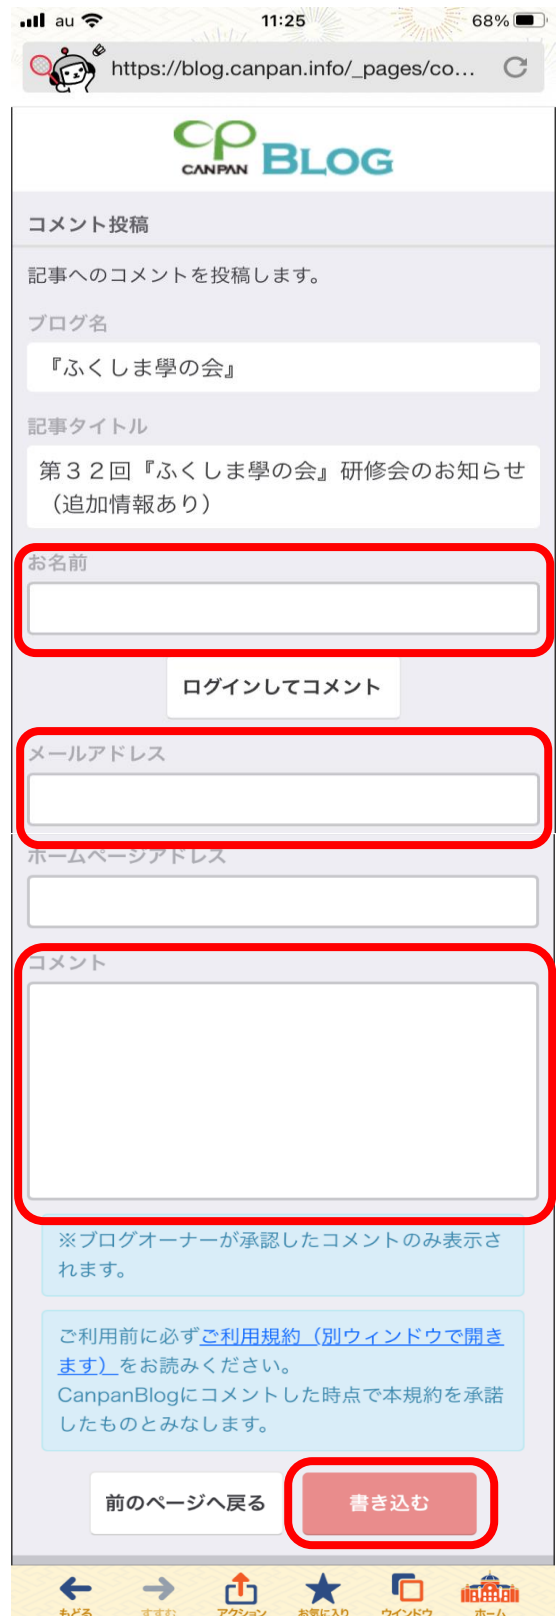 au 11:25 68%
https://blog.canpan.info/_pages/co...
CANPAN BLOG
コメント投稿
記事へのコメントを投稿します。
ブログ名
『ふくしま學の会』
記事タイトル
第３２回『ふくしま學の会』研修会のお知らせ
（追加情報あり）
お名前
ログインしてコメント
メールアドレス
ホームページアドレス
コメント
※ブログオーナーが承認したコメントのみ表示さ
れます。
ご利用前に必ずご利用規約（別ウィンドウで開き
ます）をお読みください。
CanpanBlogにコメントした時点で本規約を承諾
したものとみなします。
前のページへ戻る 書き込む
もどる すすむ アクション お気に入り ウインドウ ホーム